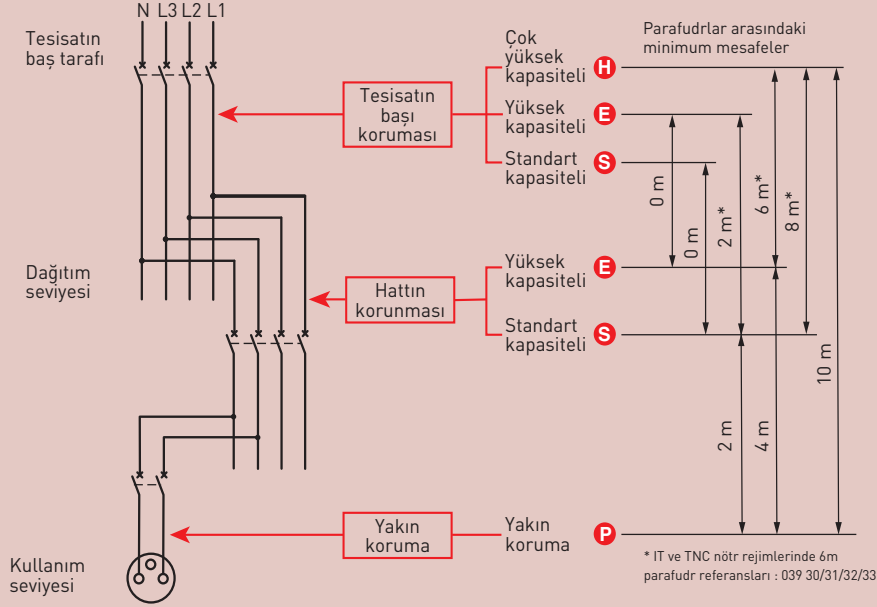 N L3 L2 L1
Tesisatın
baş tarafı
Dağıtım
seviyesi
Kullanım
seviyesi
Tesisatın
başı
koruması
Hattın
korunması
Yakın
koruma
Çok
yüksek
kapasiteli
H
Yüksek
kapasiteli
E
Standart
kapasiteli
S
Yüksek
kapasiteli
E
Standart
kapasiteli
S
Yakın
koruma
P
Parafudrlar arasındaki
minimum mesafeler
0 m
0 m
2 m*
6 m*
8 m*
10 m
2 m
4 m
* IT ve TNC nötr rejimlerinde 6m
parafudr referansları : 039 30/31/32/33